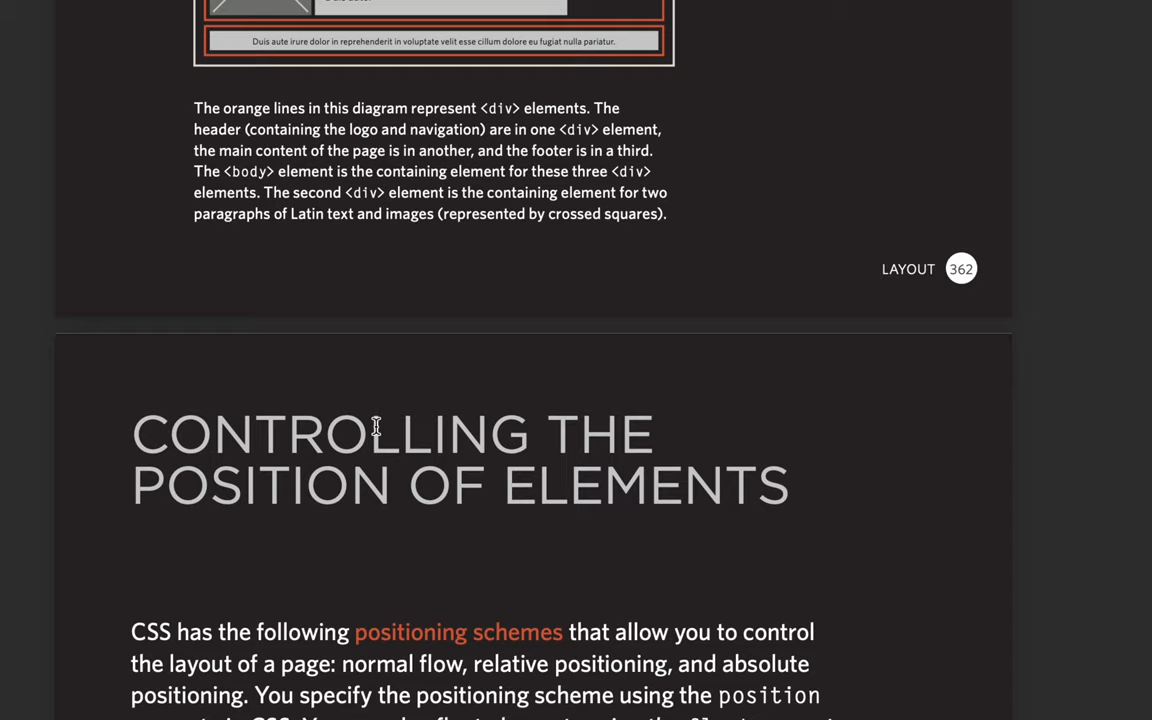 Duis aute irure dolor in reprehenderit in voluptate velit esse cillum dolore eu fugiat nulla pariatur.
The orange lines in this diagram represent <div> elements. The
header (containing the logo and navigation) are in one <div> element,
the main content of the page is in another, and the footer is in a third.
The <body> element is the containing element for these three <div>
elements. The second <div> element is the containing element for two
paragraphs of Latin text and images (represented by crossed squares).
LAYOUT 362
CONTROLLING THE
POSITION OF ELEMENTS
CSS has the following positioning schemes that allow you to control
the layout of a page: normal flow, relative positioning, and absolute
positioning. You specify the positioning scheme using the position